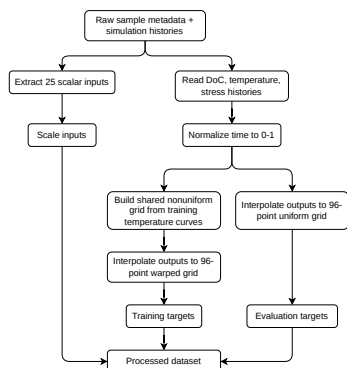 Raw sample metadata +
simulation histories
Extract 25 scalar inputs
Read DoC, temperature,
stress histories
Scale inputs
Normalize time to 0-1
Build shared nonuniform
grid from training
temperature curves
Interpolate outputs to 96-
point uniform grid
Interpolate outputs to 96-
point warped grid
Training targets
Evaluation targets
Processed dataset